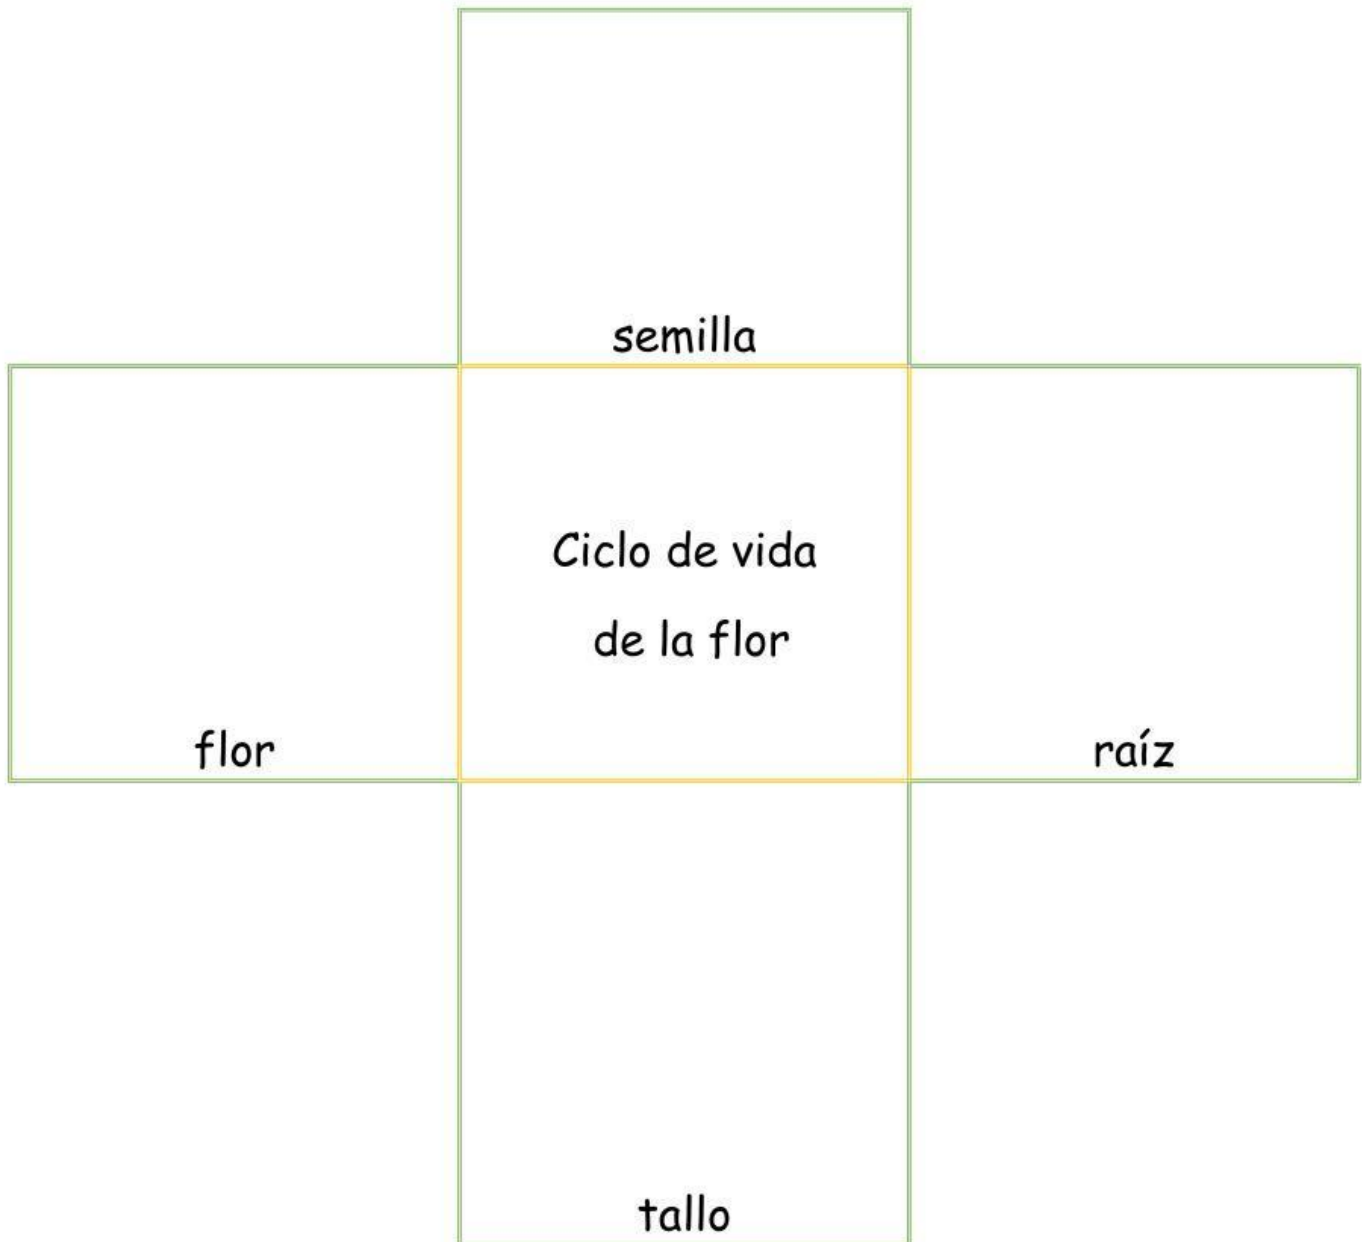 semilla
Ciclo de vida
de la flor
flor
raíz
tallo